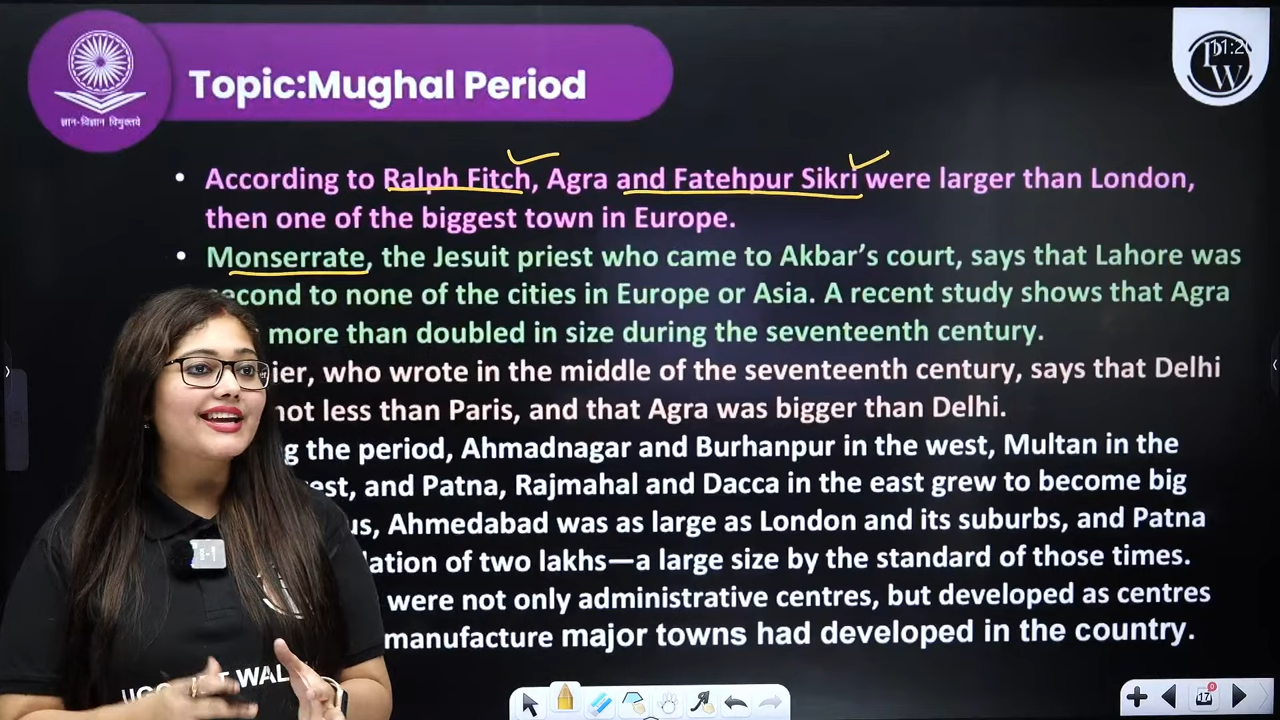 Topic:Mughal Period
ज्ञान-विज्ञान विमुक्तये
W
• According to Ralph Fitch, Agra and Fatehpur Sikri were larger than London,
then one of the biggest town in Europe.
• Monserrate, the Jesuit priest who came to Akbar’s court, says that Lahore was
second to none of the cities in Europe or Asia. A recent study shows that Agra
more than doubled in size during the seventeenth century.
ier, who wrote in the middle of the seventeenth century, says that Delhi
not less than Paris, and that Agra was bigger than Delhi.
g the period, Ahmadnagar and Burhanpur in the west, Multan in the
est, and Patna, Rajmahal and Dacca in the east grew to become big
us, Ahmedabad was as large as London and its suburbs, and Patna
lation of two lakhs—a large size by the standard of those times.
were not only administrative centres, but developed as centres
manufacture major towns had developed in the country.
17